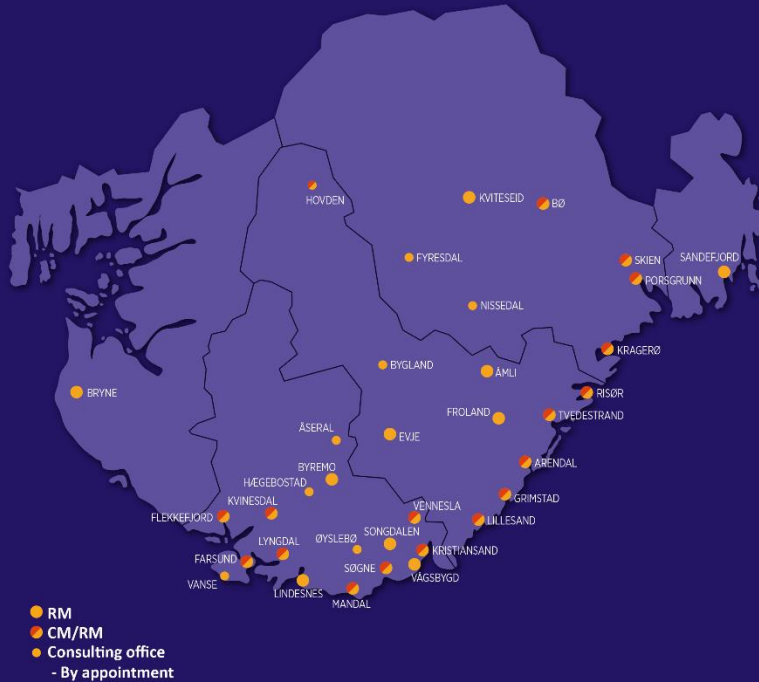 HOVDEN
KVITESEID
BØ
FYRESDAL
SKIEN
SANDEFJORD
PORSGRUNN
NISSEDAL
KRAGERØ
BYGLAND
ÅMLI
BRYNE
RISØR
FROLAND
TVEDESTRAND
ÅSERAL
EVJE
BYREMO
ARENDAL
HÆGEBOSTAD
KVINESDAL
GRIMSTAD
FLEKKEFJORD
VENNESLA
LILLESAND
SONGDALEN
ØYSLEBØ
LYNGDAL
KRISTIANSAND
FARSUND
SØGNE
VÅGSBYGD
VANSE
LINDESNES
MANDAL
RM
CM/RM
Consulting office
- By appointment